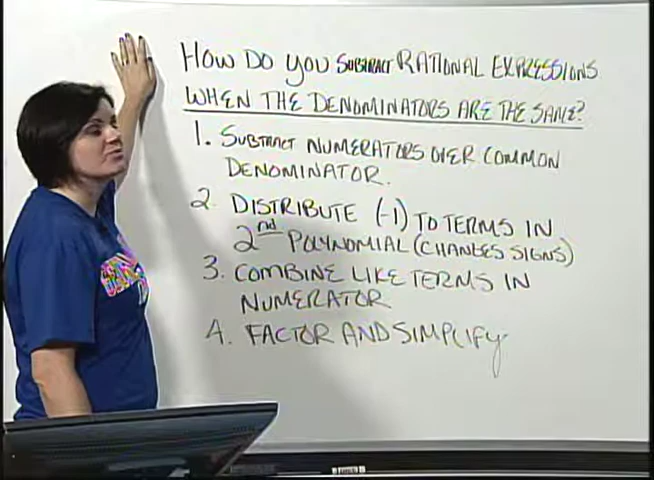 HOW DO YOU SUBTRACT RATIONAL EXPRESSIONS
WHEN THE DENOMINATORS ARE THE SAME?
1. SUBTRACT NUMERATORS OVER COMMON
DENOMINATOR.
2. DISTRIBUTE (-1) TO TERMS IN
2nd POLYNOMIAL (CHANGES SIGNS)
3. COMBINE LIKE TERMS IN
NUMERATOR
4. FACTOR AND SIMPLIFY